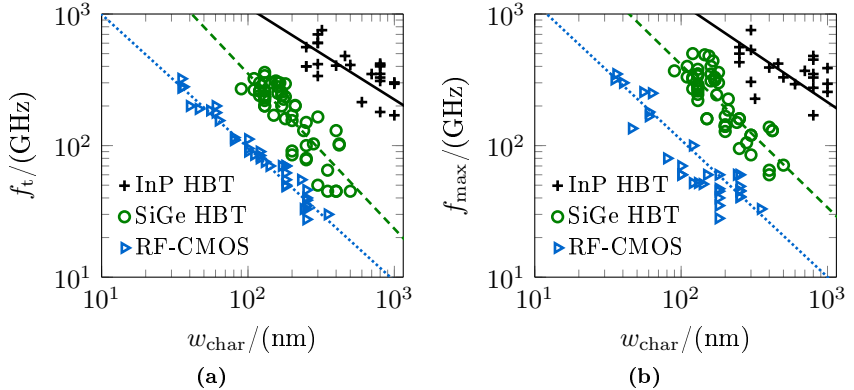 10³
10²
10¹
f_t/(GHz)
InP HBT
SiGe HBT
RF-CMOS
10¹ 10² 10³
w_char/(nm)
(a)
10³
10²
10¹
f_max/(GHz)
InP HBT
SiGe HBT
RF-CMOS
10¹ 10² 10³
w_char/(nm)
(b)